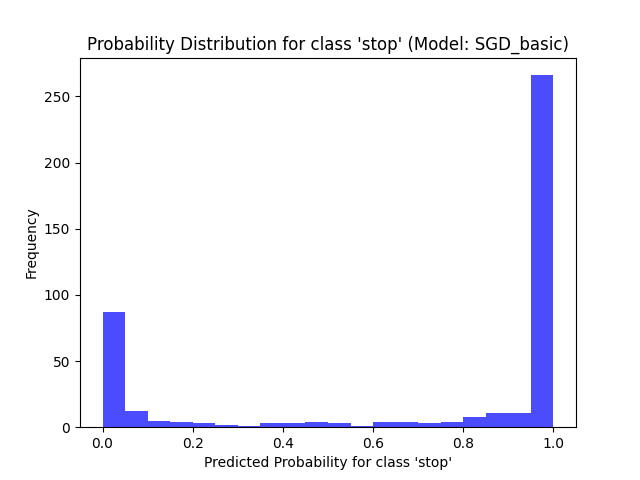 Probability Distribution for class 'stop' (Model: SGD_basic)
250
200
150
100
50
0
Frequency
0.0 0.2 0.4 0.6 0.8 1.0
Predicted Probability for class 'stop'